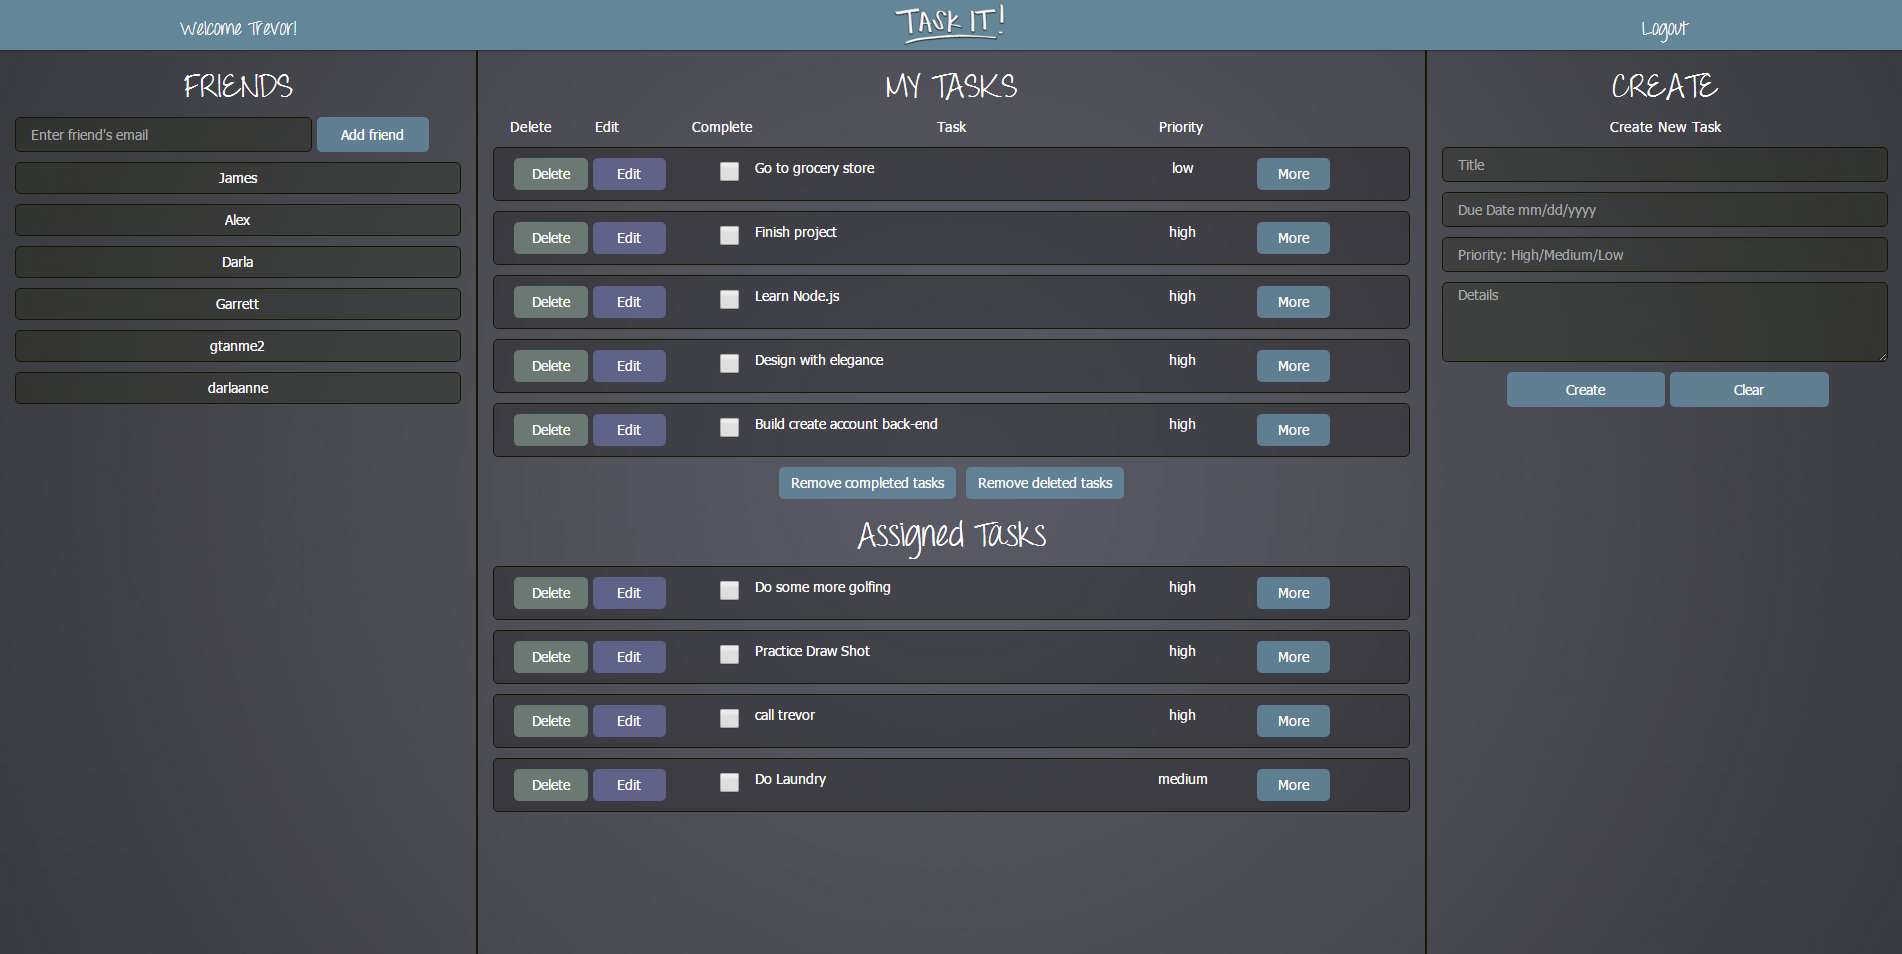 Welcome Trevor!
TASK IT!
Logout
FRIENDS
Enter friend's email
Add friend
James
Alex
Darla
Garrett
gtanme2
darlaanne
MY TASKS
Delete Edit Complete Task Priority
Delete Edit Go to grocery store low More
Delete Edit Finish project high More
Delete Edit Learn Node.js high More
Delete Edit Design with elegance high More
Delete Edit Build create account back-end high More
Remove completed tasks Remove deleted tasks
Assigned Tasks
Delete Edit Do some more golfing high More
Delete Edit Practice Draw Shot high More
Delete Edit call trevor high More
Delete Edit Do Laundry medium More
CREATE
Create New Task
Title
Due Date mm/dd/yyyy
Priority: High/Medium/Low
Details
Create Clear